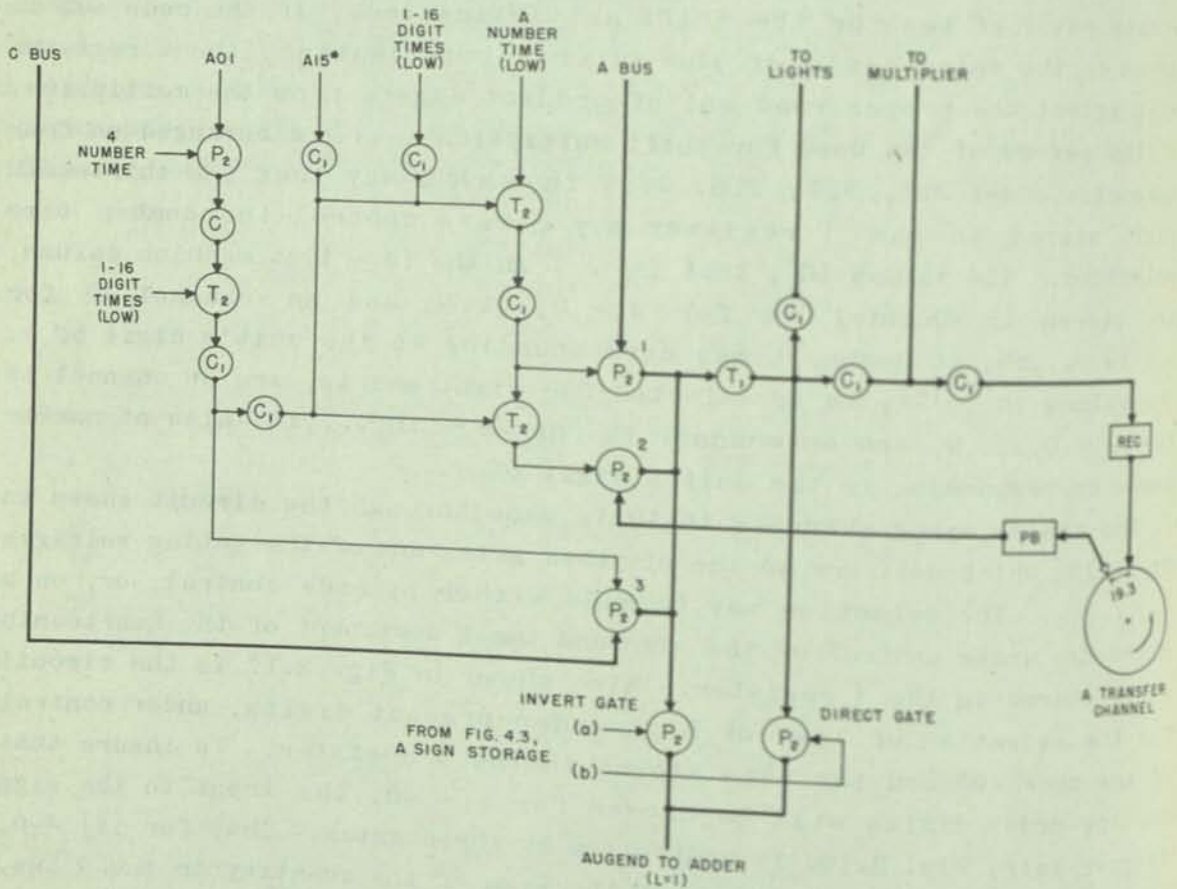 C BUS
A01
A15*
1-16
DIGIT
TIMES
(LOW)
A
NUMBER
TIME
(LOW)
A BUS
TO
LIGHTS
TO
MULTIPLIER
NUMBER
TIME
P2
C1
C1
T2
C
1-16
DIGIT
TIMES
(LOW)
T2
C1
C1
C1
1
P2
T1
C1
C1
C1
T2
2
P2
REC
PB
19.3
3
P2
A TRANSFER
CHANNEL
INVERT GATE
(a)
P2
P2
DIRECT GATE
FROM FIG. 4.3,
A SIGN STORAGE
(b)
AUGEND TO ADDER
(L=1)